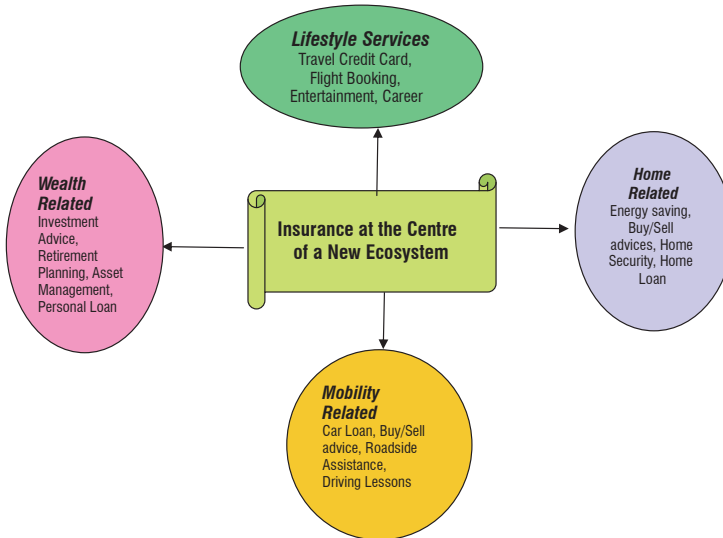 Lifestyle Services
Travel Credit Card,
Flight Booking,
Entertainment, Career
Wealth
Related
Investment
Advice,
Retirement
Planning, Asset
Management,
Personal Loan
Insurance at the Centre
of a New Ecosystem
Home
Related
Energy saving,
Buy/Sell
advices, Home
Security, Home
Loan
Mobility
Related
Car Loan, Buy/Sell
advice, Roadside
Assistance,
Driving Lessons